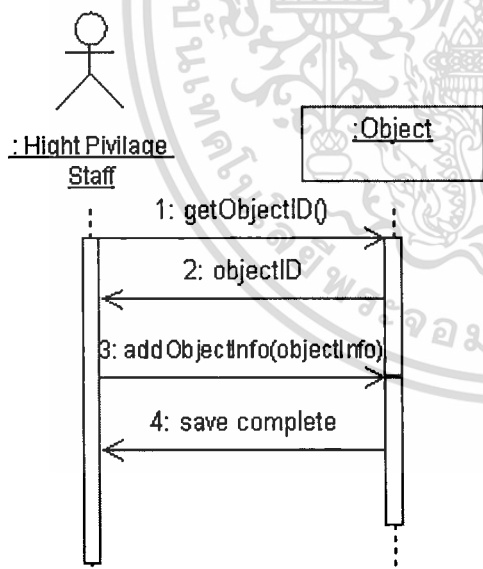 : Hight Pivilage
Staff
:Object
1: getObjectID()
2: objectID
3: addObjectInfo(objectInfo)
4: save complete